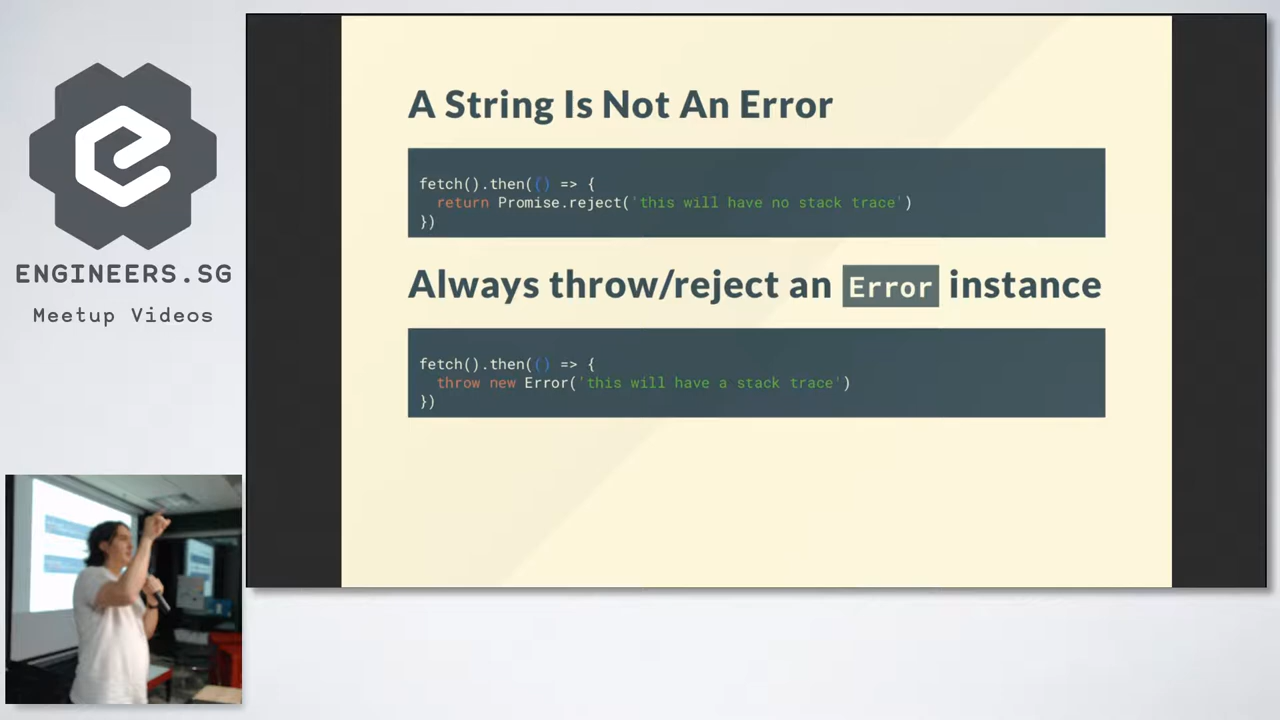 ENGINEERS.SG
Meetup Videos
A String Is Not An Error
fetch().then(() => {
  return Promise.reject('this will have no stack trace')
})
Always throw/reject an Error instance
fetch().then(() => {
  throw new Error('this will have a stack trace')
})